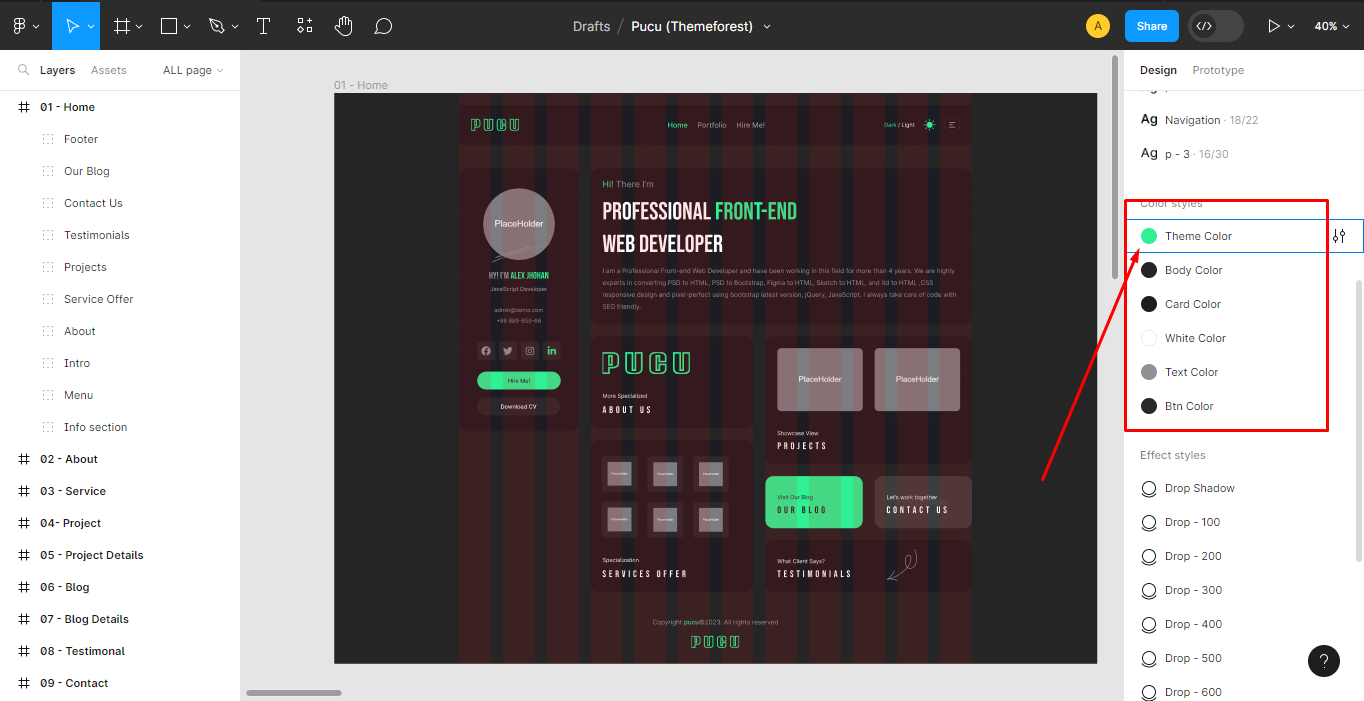 Drafts / Pucu (Themeforest)
A
Share
40%
Layers
Assets
ALL page
01 - Home
Footer
Our Blog
Contact Us
Testimonials
Projects
Service Offer
About
Intro
Menu
Info section
02 - About
03 - Service
04- Project
05 - Project Details
06 - Blog
07 - Blog Details
08 - Testimonal
09 - Contact
01 - Home
PUCU
Home
Portfolio
Hire Me!
Dark / Light
PlaceHolder
HY! I'M ALEX JHOHAN
JavaScript Developer
admin@demo.com
in
Hire Me!
Download CV
Hi! There I'm
PROFESSIONAL FRONT-END
WEB DEVELOPER
I am a Professional Front-end Web Developer and have been working in this field for more than 4 years. We are highly
experts in converting PSD to HTML, PSD to Bootstrap, Figma to HTML, Sketch to HTML, and Xd to HTML ,CSS
responsive design and pixel-perfect using bootstrap latest version, jQuery, JavaScript. I always take care of code with
SEO friendly.
PUCU
More Specialized
ABOUT US
PlaceHolder
PlaceHolder
Showcase View
PROJECTS
PlaceHolder
PlaceHolder
PlaceHolder
PlaceHolder
PlaceHolder
PlaceHolder
Specialization
SERVICES OFFER
Visit Our Blog
OUR BLOG
Let's work together
CONTACT US
What Client Says?
TESTIMONIALS
Copyright pucu©2023. All rights reserved
PUCU
Design
Prototype
Ag Navigation · 18/22
Ag p - 3 · 16/30
Color styles
Theme Color
Body Color
Card Color
White Color
Text Color
Btn Color
Effect styles
Drop Shadow
Drop - 100
Drop - 200
Drop - 300
Drop - 400
Drop - 500
Drop - 600
?